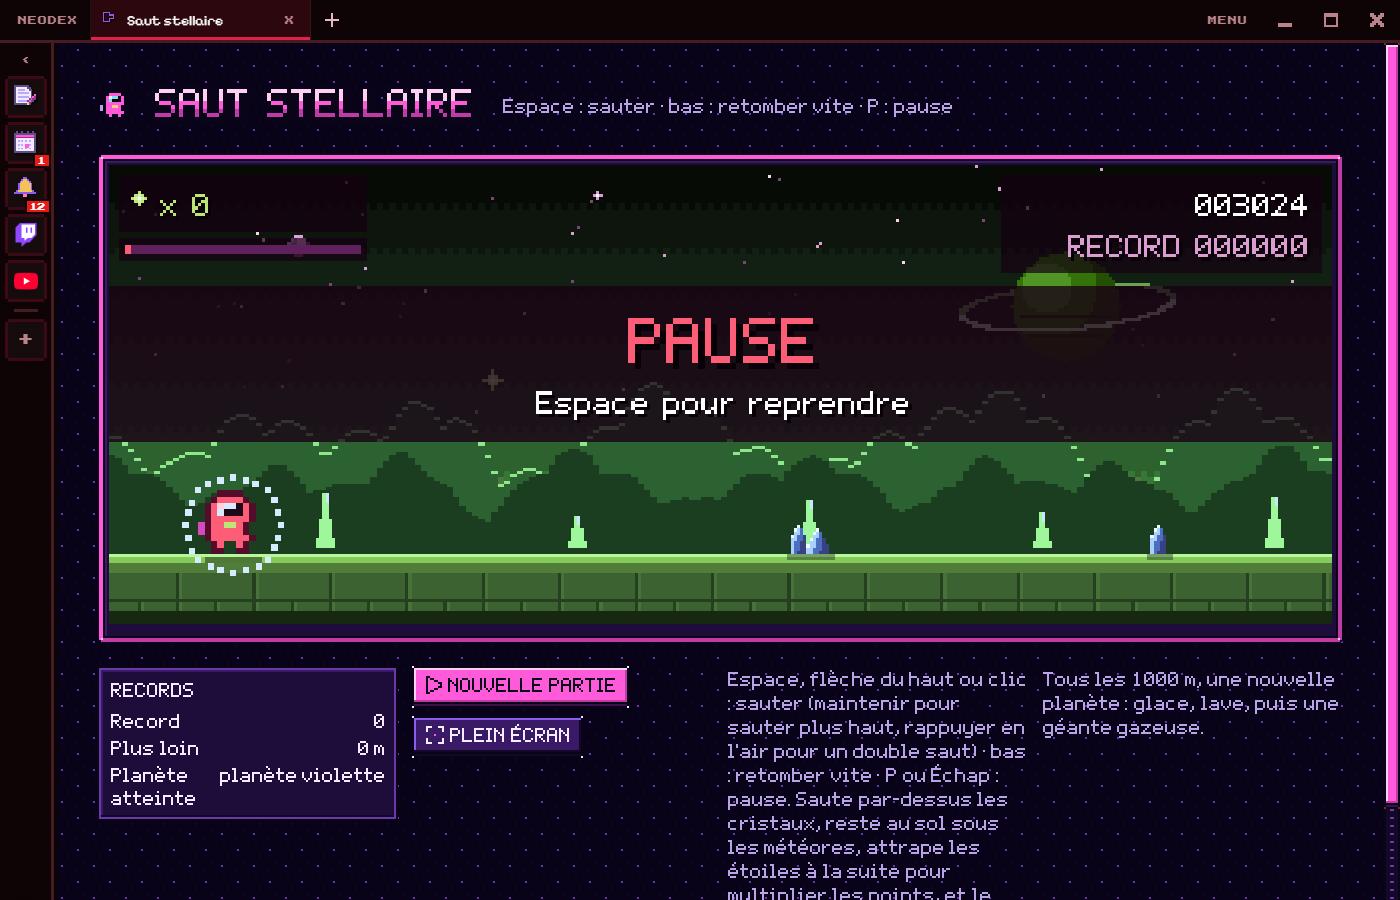 NEODEX
Saut stellaire
MENU
1
12
SAUT STELLAIRE
Espace : sauter · bas : retomber vite · P : pause
x 0
003024
RECORD 000000
PAUSE
Espace pour reprendre
RECORDS
Record 0
Plus loin 0 m
Planète planète violette
atteinte
NOUVELLE PARTIE
PLEIN ÉCRAN
Espace, flèche du haut ou clic
: sauter (maintenir pour
sauter plus haut, rappuyer en
l'air pour un double saut) · bas
: retomber vite · P ou Échap :
pause. Saute par-dessus les
cristaux, reste au sol sous
les météores, attrape les
étoiles à la suite pour
multiplier les points, et le
Tous les 1000 m, une nouvelle
planète : glace, lave, puis une
géante gazeuse.